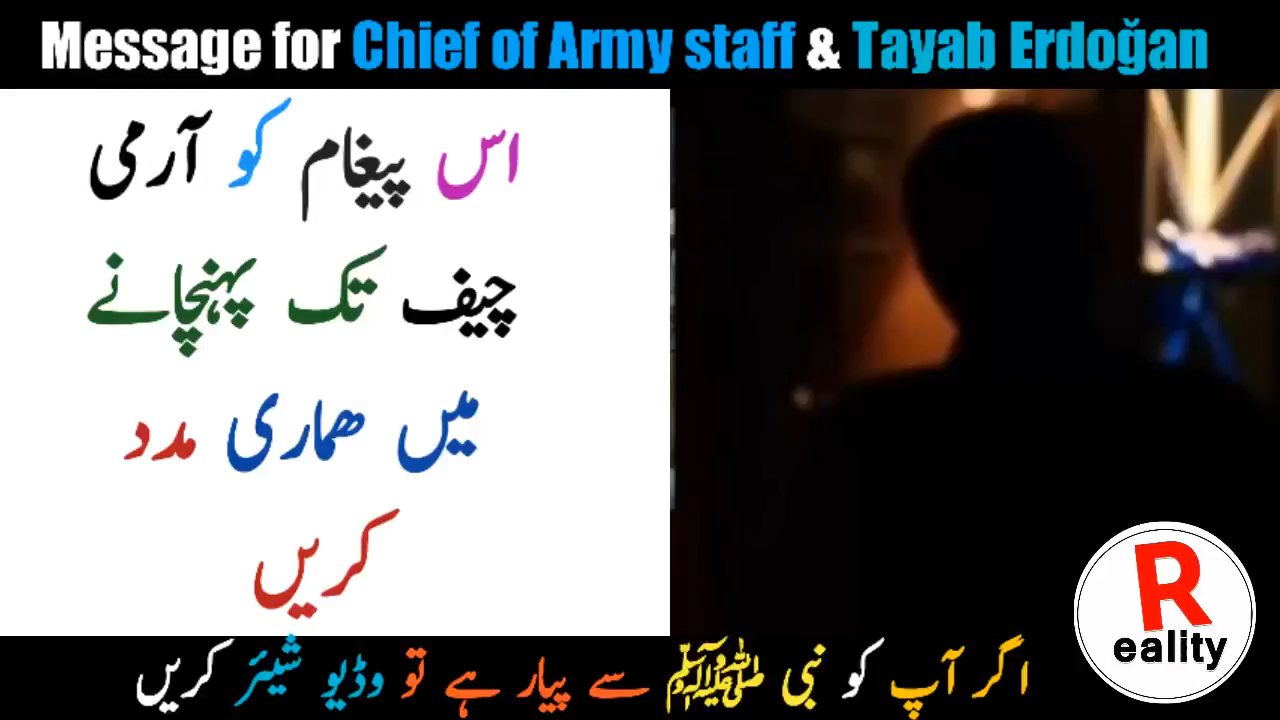 Message for Chief of Army staff & Tayab Erdoğan
اس پیغام کو آرمی
چیف تک پہنچانے
میں ھماری مدد
کریں
Reality
اگر آپ کو نبی ﷺ سے پیار ہے تو وڈیو شیئر کریں